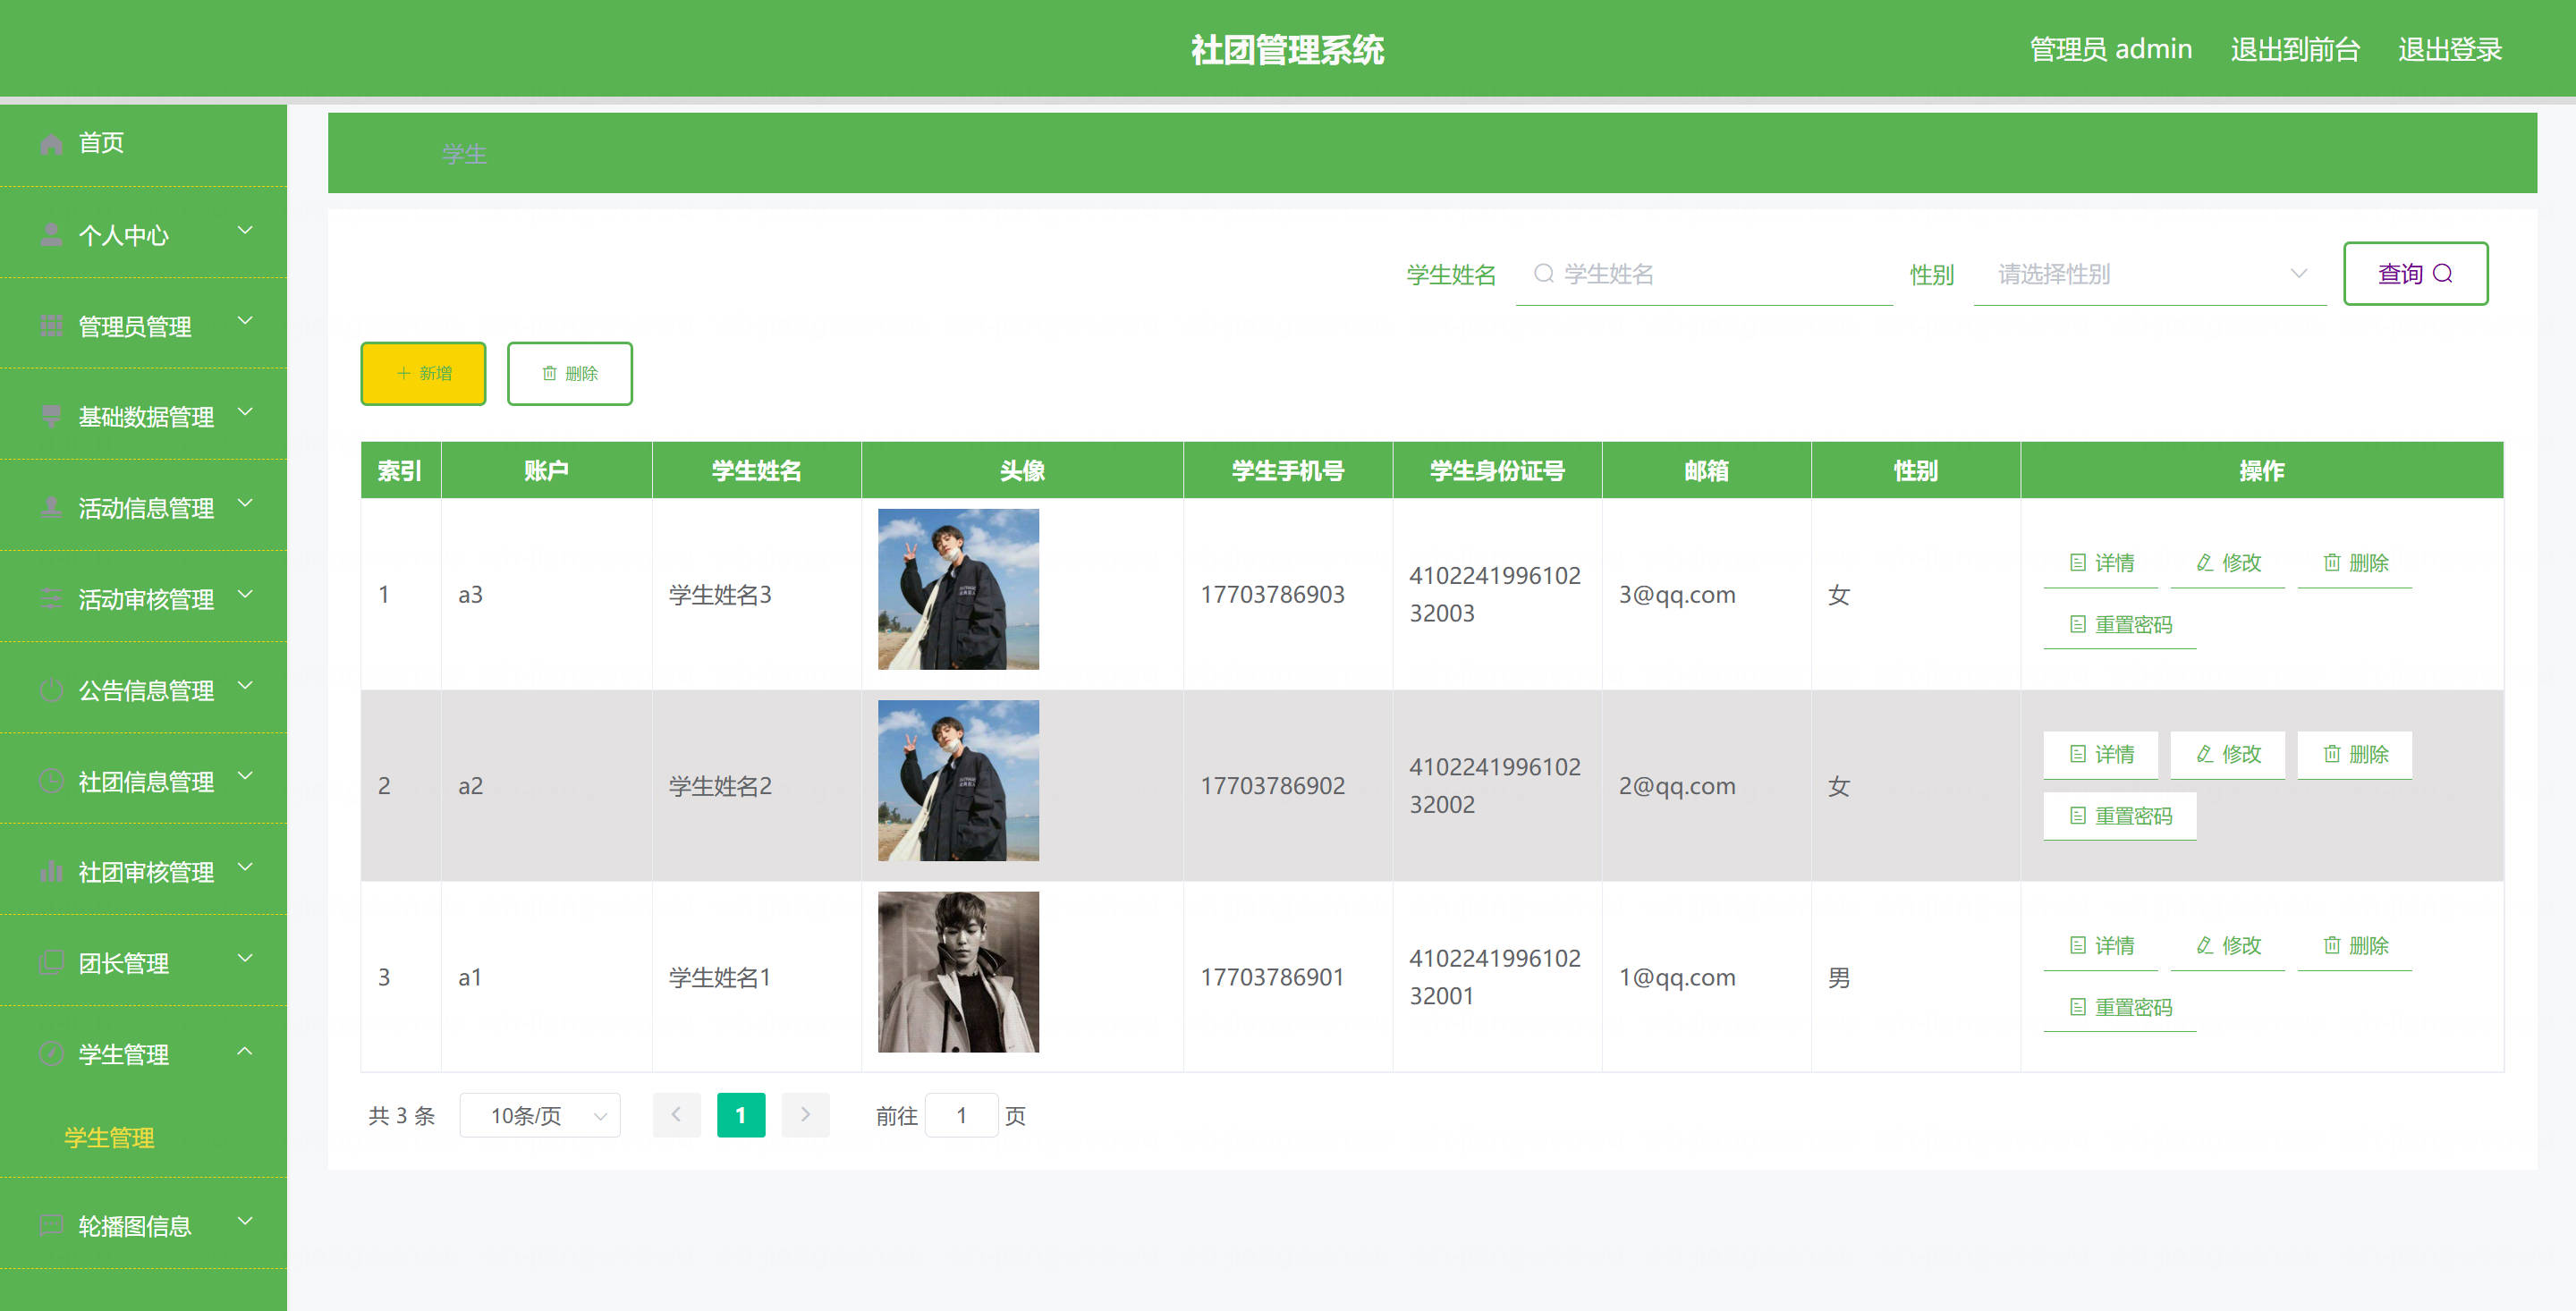 社团管理系统
管理员 admin 退出到前台 退出登录
首页
个人中心
管理员管理
基础数据管理
活动信息管理
活动审核管理
公告信息管理
社团信息管理
社团审核管理
团长管理
学生管理
学生管理
轮播图信息
学生
学生姓名 学生姓名 性别 请选择性别 查询
新增 删除
索引 账户 学生姓名 头像 学生手机号 学生身份证号 邮箱 性别 操作
1 a3 学生姓名3 17703786903 4102241996102 3@qq.com 女 详情 修改 删除
32003 重置密码
2 a2 学生姓名2 17703786902 4102241996102 2@qq.com 女 详情 修改 删除
32002 重置密码
3 a1 学生姓名1 17703786901 4102241996102 1@qq.com 男 详情 修改 删除
32001 重置密码
共 3 条 10条/页 1 前往 1 页